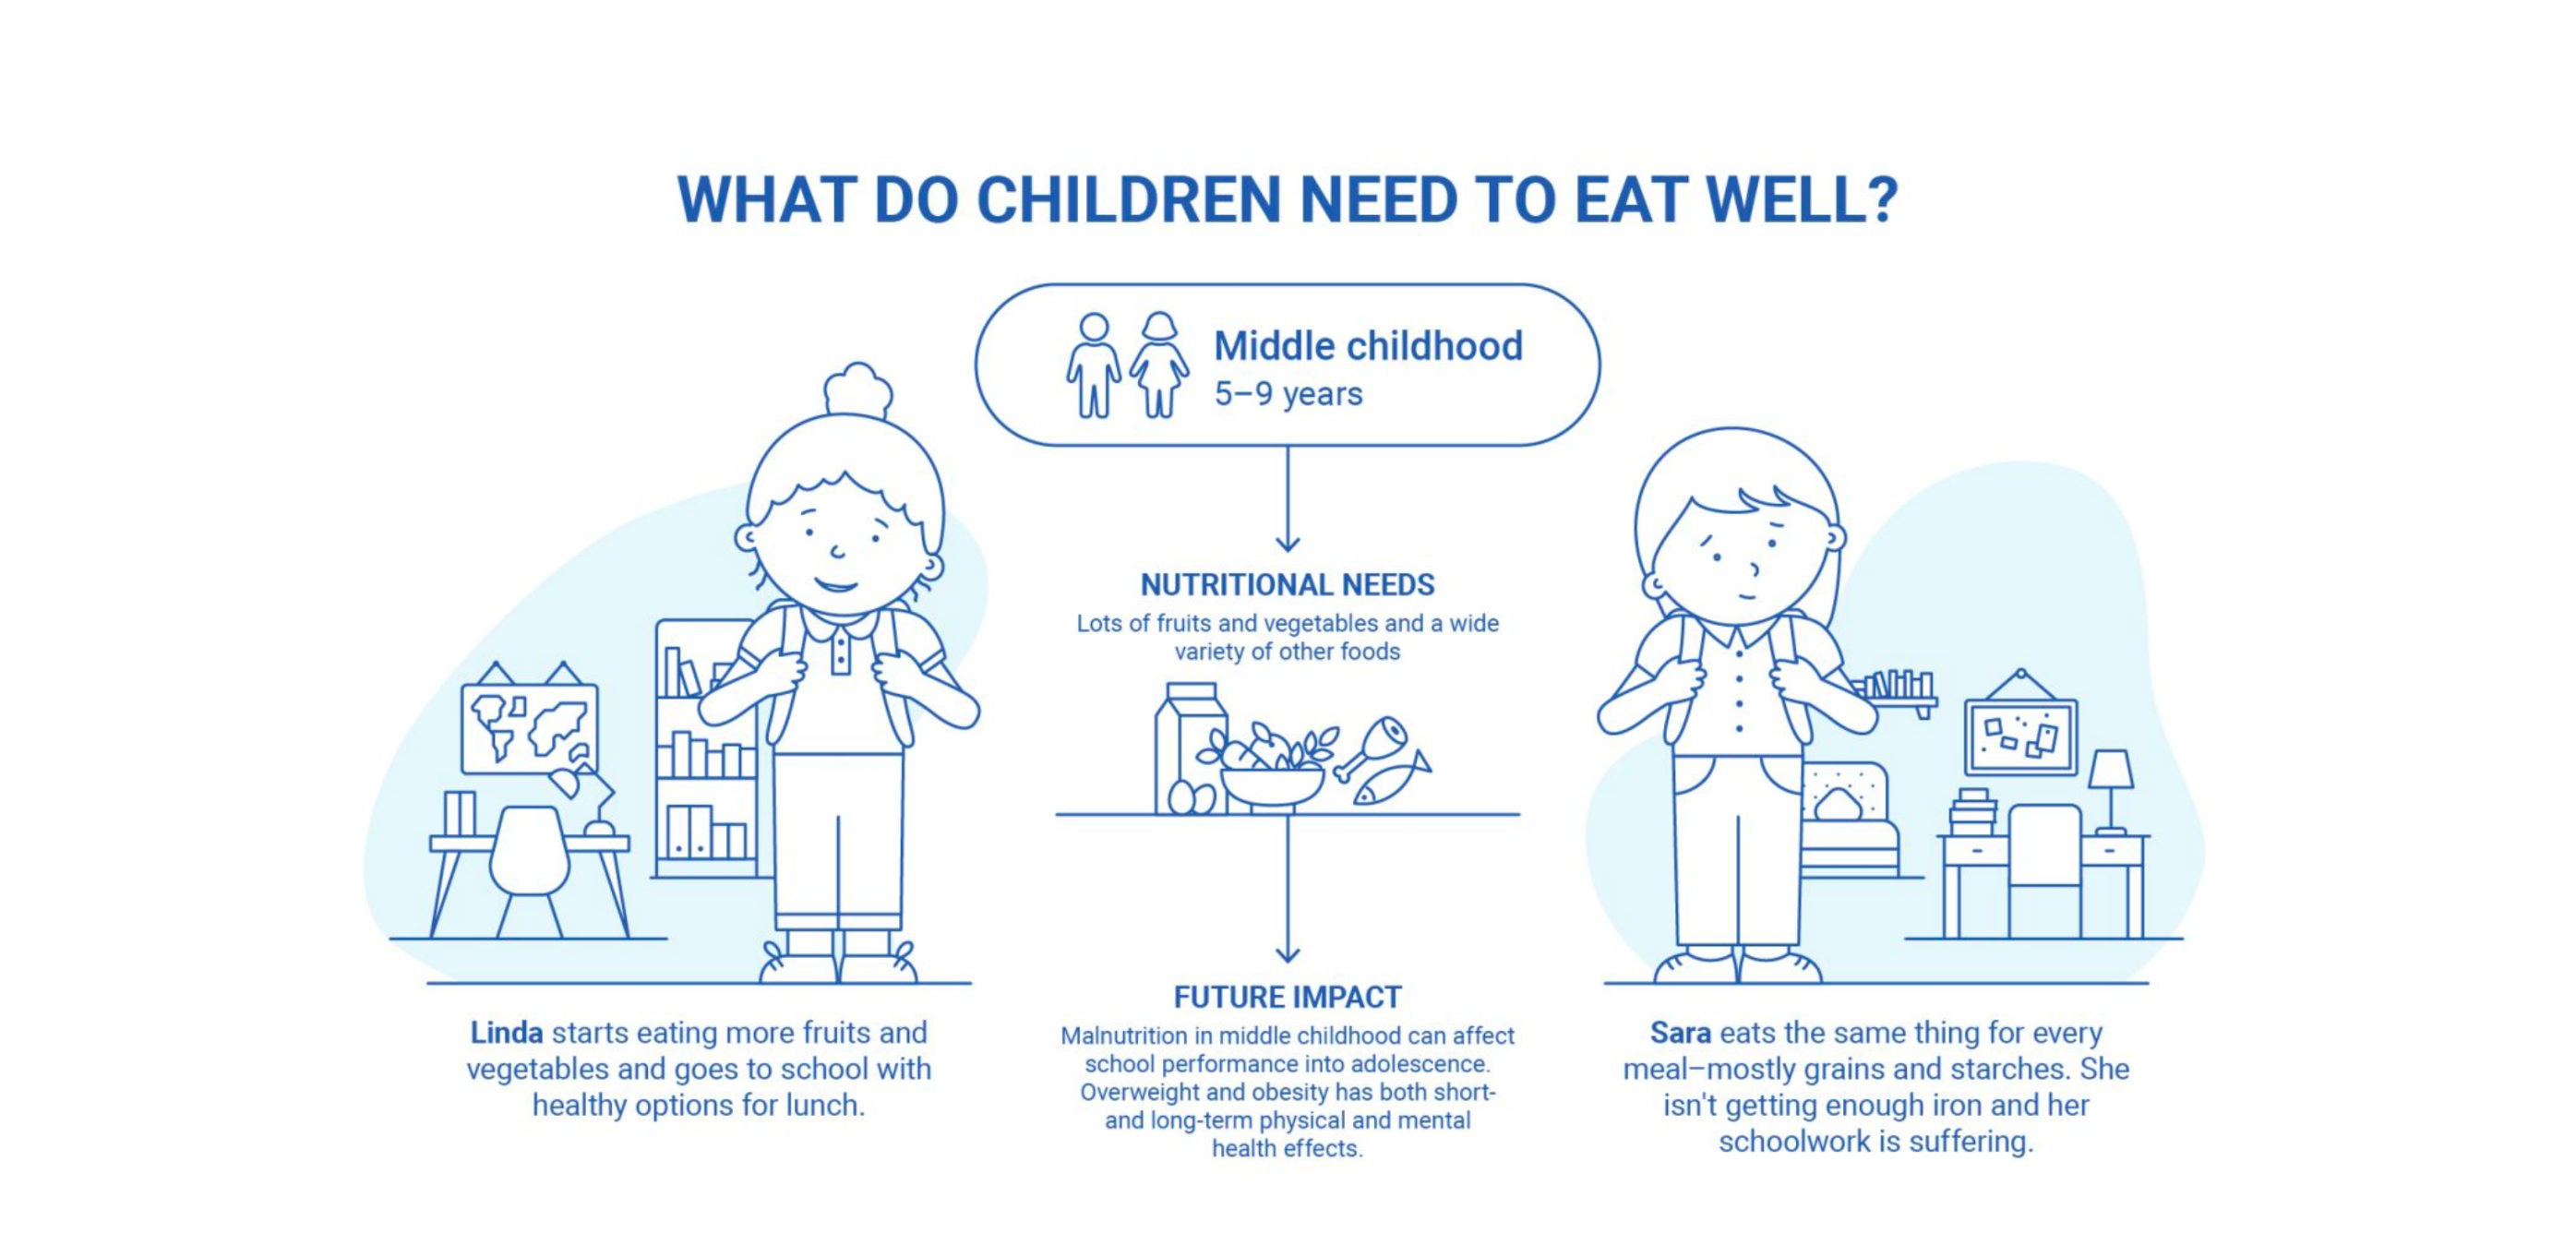 WHAT DO CHILDREN NEED TO EAT WELL?
Middle childhood
5–9 years
NUTRITIONAL NEEDS
Lots of fruits and vegetables and a wide
variety of other foods
Linda starts eating more fruits and
vegetables and goes to school with
healthy options for lunch.
FUTURE IMPACT
Malnutrition in middle childhood can affect
school performance into adolescence.
Overweight and obesity has both short-
and long-term physical and mental
health effects.
Sara eats the same thing for every
meal–mostly grains and starches. She
isn't getting enough iron and her
schoolwork is suffering.